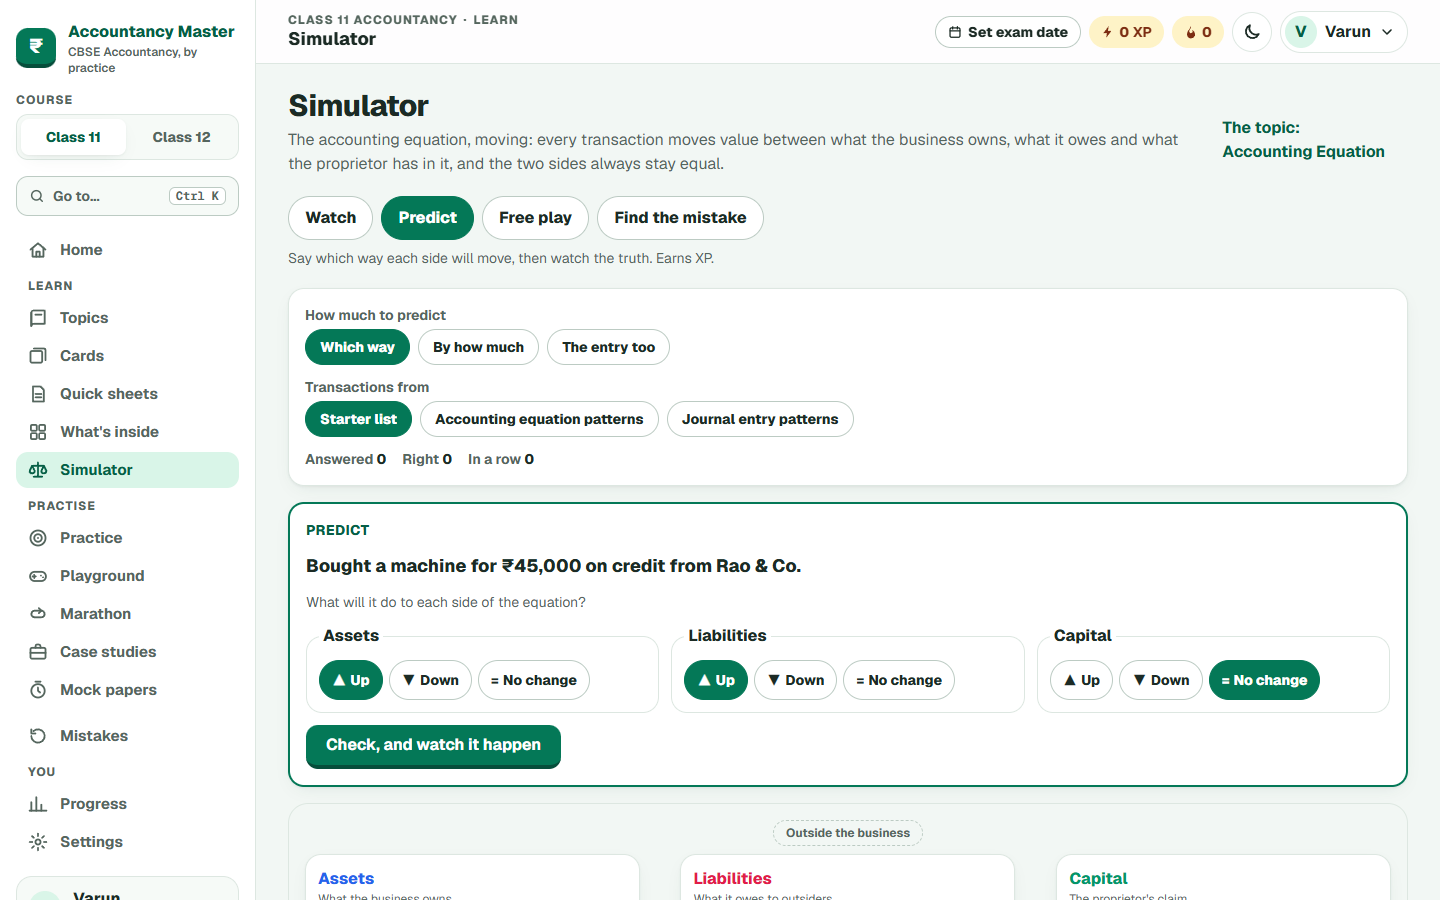 ₹
Accountancy Master
CBSE Accountancy, by
practice
COURSE
Class 11
Class 12
Go to...
Ctrl K
Home
LEARN
Topics
Cards
Quick sheets
What's inside
Simulator
PRACTISE
Practice
Playground
Marathon
Case studies
Mock papers
Mistakes
YOU
Progress
Settings
Varun
CLASS 11 ACCOUNTANCY · LEARN
Simulator
Set exam date
0 XP
0
V
Varun
Simulator
The accounting equation, moving: every transaction moves value between what the business owns, what it owes and what
the proprietor has in it, and the two sides always stay equal.
The topic:
Accounting Equation
Watch
Predict
Free play
Find the mistake
Say which way each side will move, then watch the truth. Earns XP.
How much to predict
Which way
By how much
The entry too
Transactions from
Starter list
Accounting equation patterns
Journal entry patterns
Answered 0
Right 0
In a row 0
PREDICT
Bought a machine for ₹45,000 on credit from Rao & Co.
What will it do to each side of the equation?
Assets
▲ Up
▼ Down
= No change
Liabilities
▲ Up
▼ Down
= No change
Capital
▲ Up
▼ Down
= No change
Check, and watch it happen
Outside the business
Assets
What the business owns
Liabilities
What it owes to outsiders
Capital
The proprietor's claim